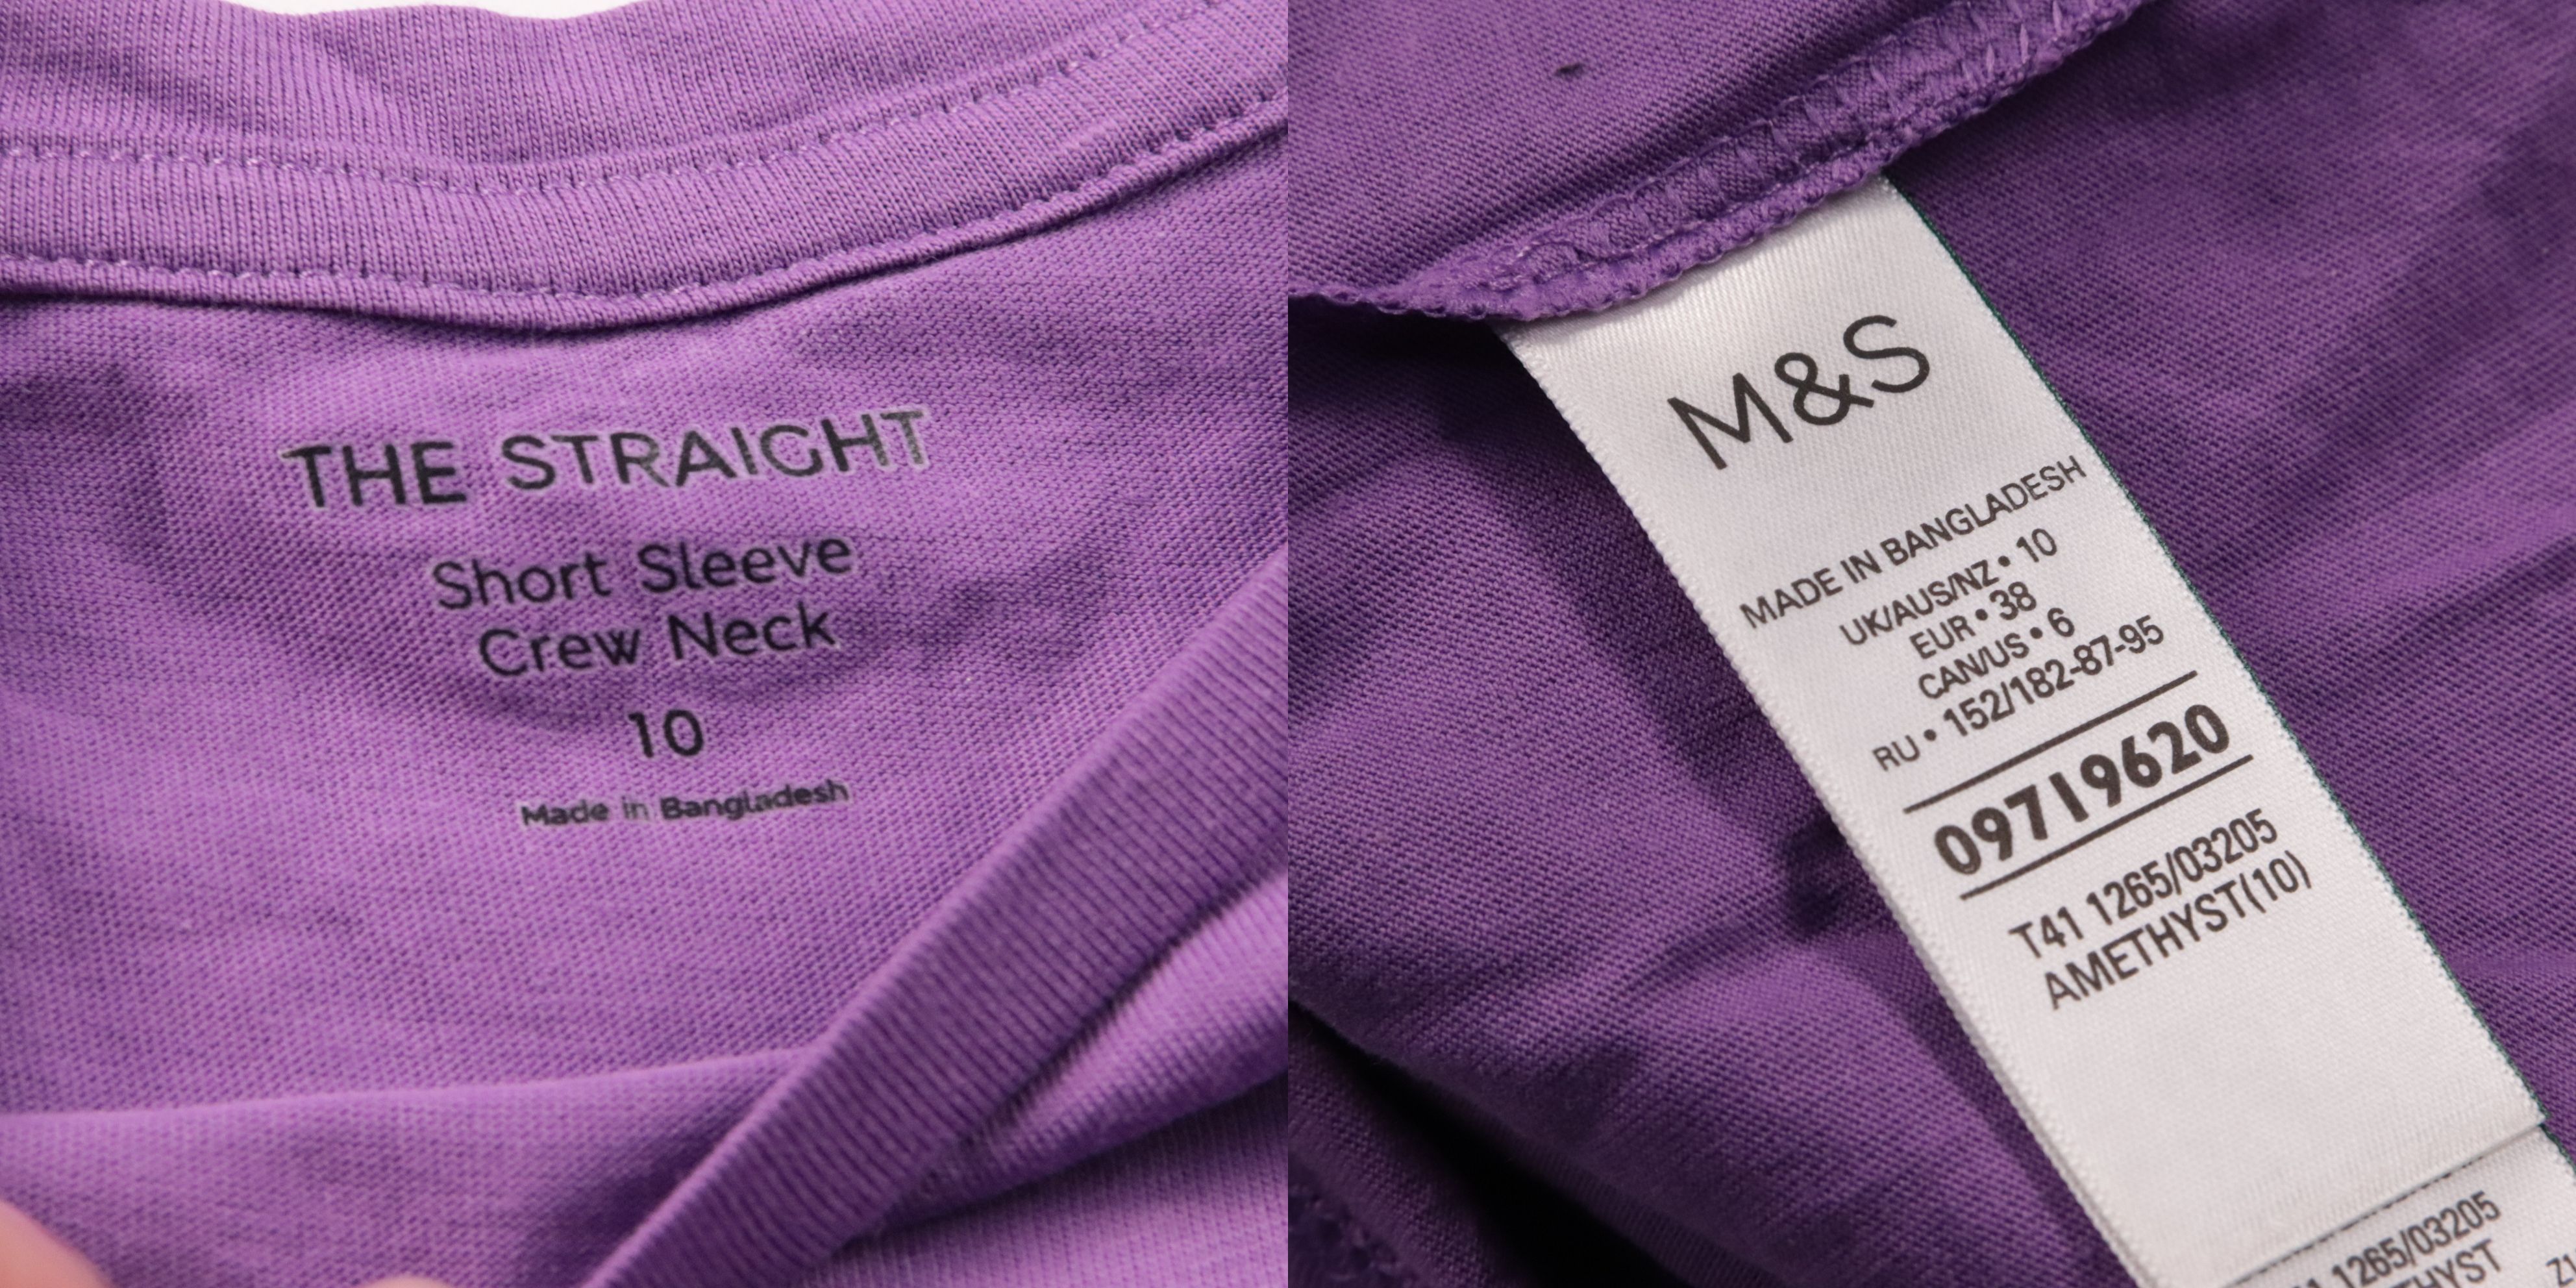 THE STRAIGHT
Short Sleeve
Crew Neck
10
Made in Bangladesh
M&S
MADE IN BANGLADESH
UK/AUS/NZ • 10
EUR • 38
CAN/US • 6
RU • 152/182-87-95
09719620
T41 1265/03205
AMETHYST(10)
1265/03205